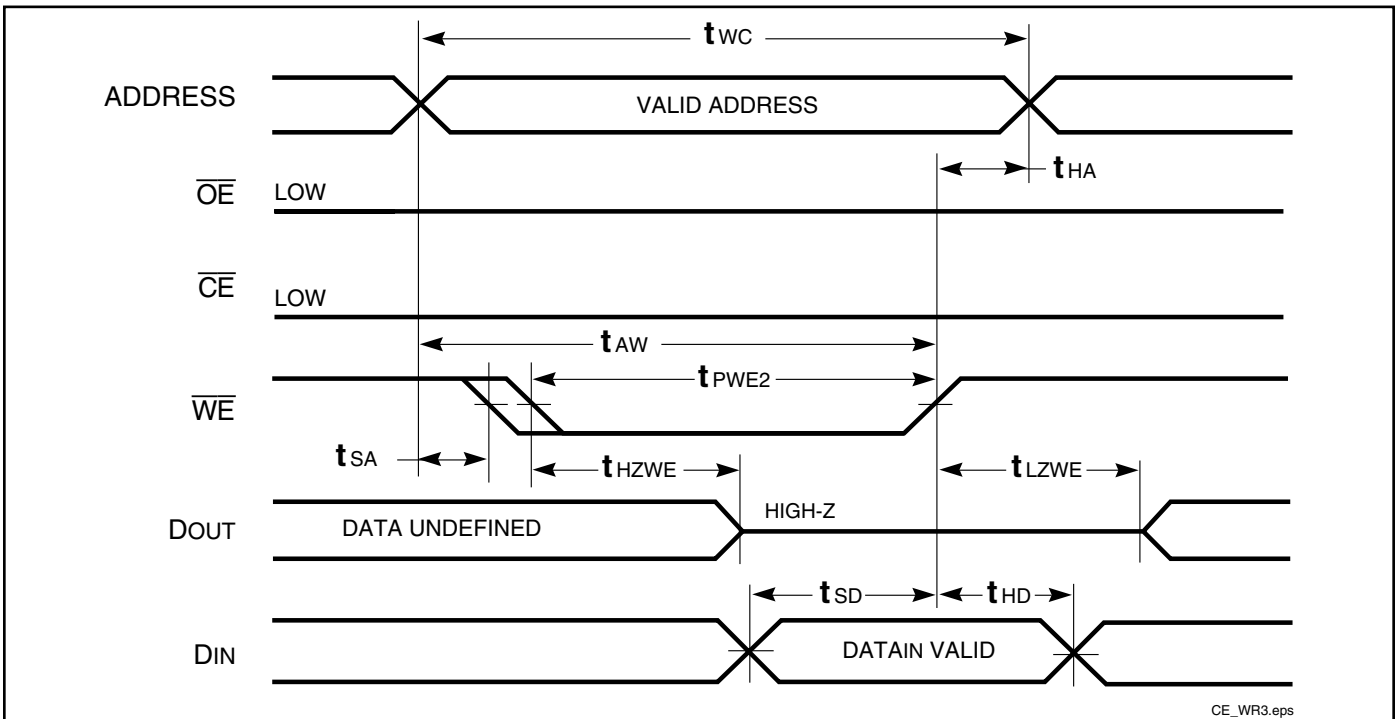 tWC
ADDRESS
VALID ADDRESS
tHA
OE
LOW
CE
LOW
tAW
tPWE2
WE
tSA
tHZWE
tLZWE
DOUT
DATA UNDEFINED
HIGH-Z
tSD
tHD
DIN
DATAIN VALID
CE_WR3.eps